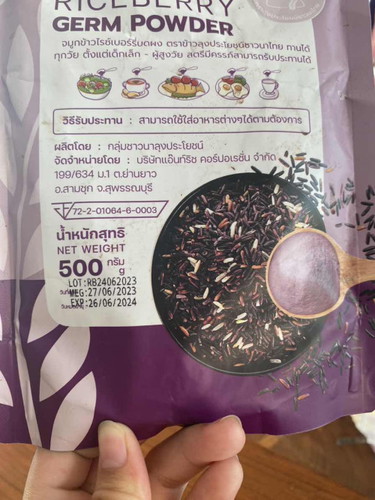 RICEBERRY
GERM POWDER
จมูกข้าวไรซ์เบอร์รี่บดผง ตราข้าวลุงประโยชน์ชาวนาไทย ทานได้
ทุกวัย ตั้งแต่เด็กเล็ก - ผู้สูงวัย สตรีมีครรภ์สามารถรับประทานได้
วิธีรับประทาน : สามารถใช้ใส่อาหารต่างๆได้ตามต้องการ
ผลิตโดย : กลุ่มชาวนาลุงประโยชน์
จัดจำหน่ายโดย : บริษัทแอ๊นท์ริช คอร์ปอเรชั่น จำกัด
199/634 ม.1 ต.ย่านยาว
อ.สามชุก จ.สุพรรณบุรี
72-2-01064-6-0003
น้ำหนักสุทธิ
NET WEIGHT
500 กรัม
g
LOT:RB24062023
MFG:27/06/2023
EXP:26/06/2024